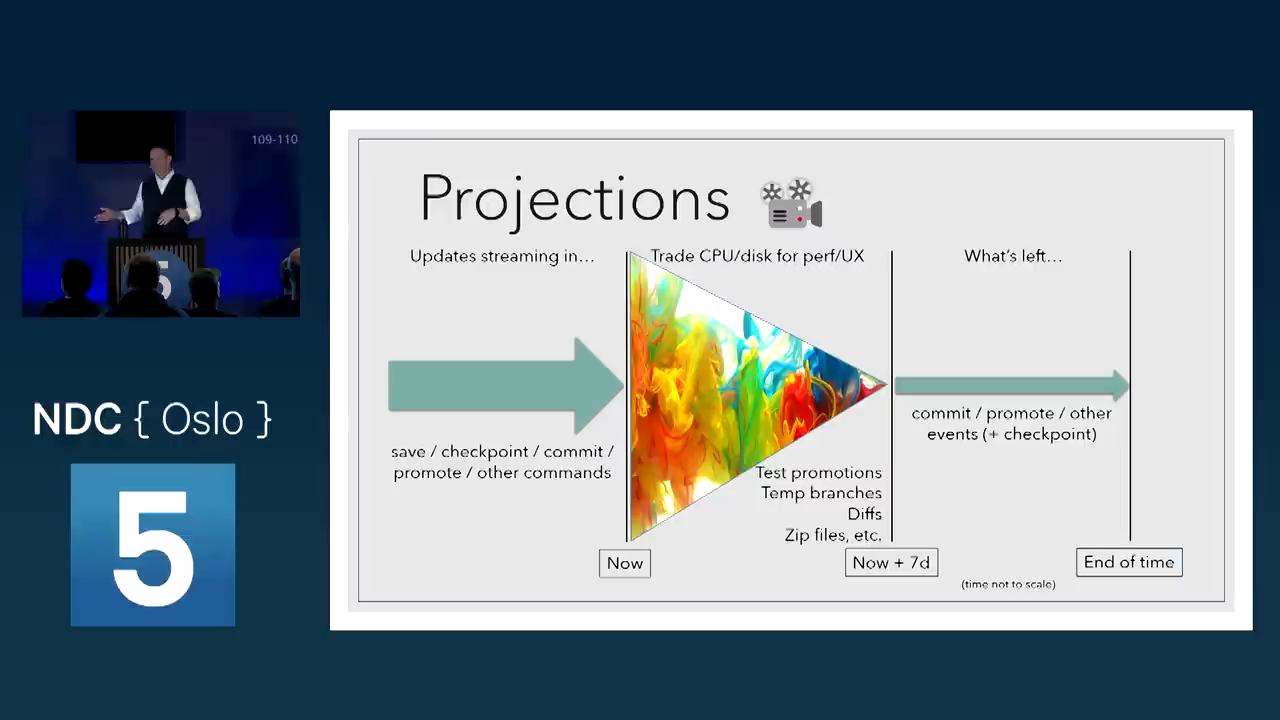 109-110
5
NDC { Oslo }
5
Projections
Updates streaming in…
Trade CPU/disk for perf/UX
What's left…
save / checkpoint / commit /
promote / other commands
Test promotions
Temp branches
Diffs
Zip files, etc.
commit / promote / other
events (+ checkpoint)
Now
Now + 7d
End of time
(time not to scale)